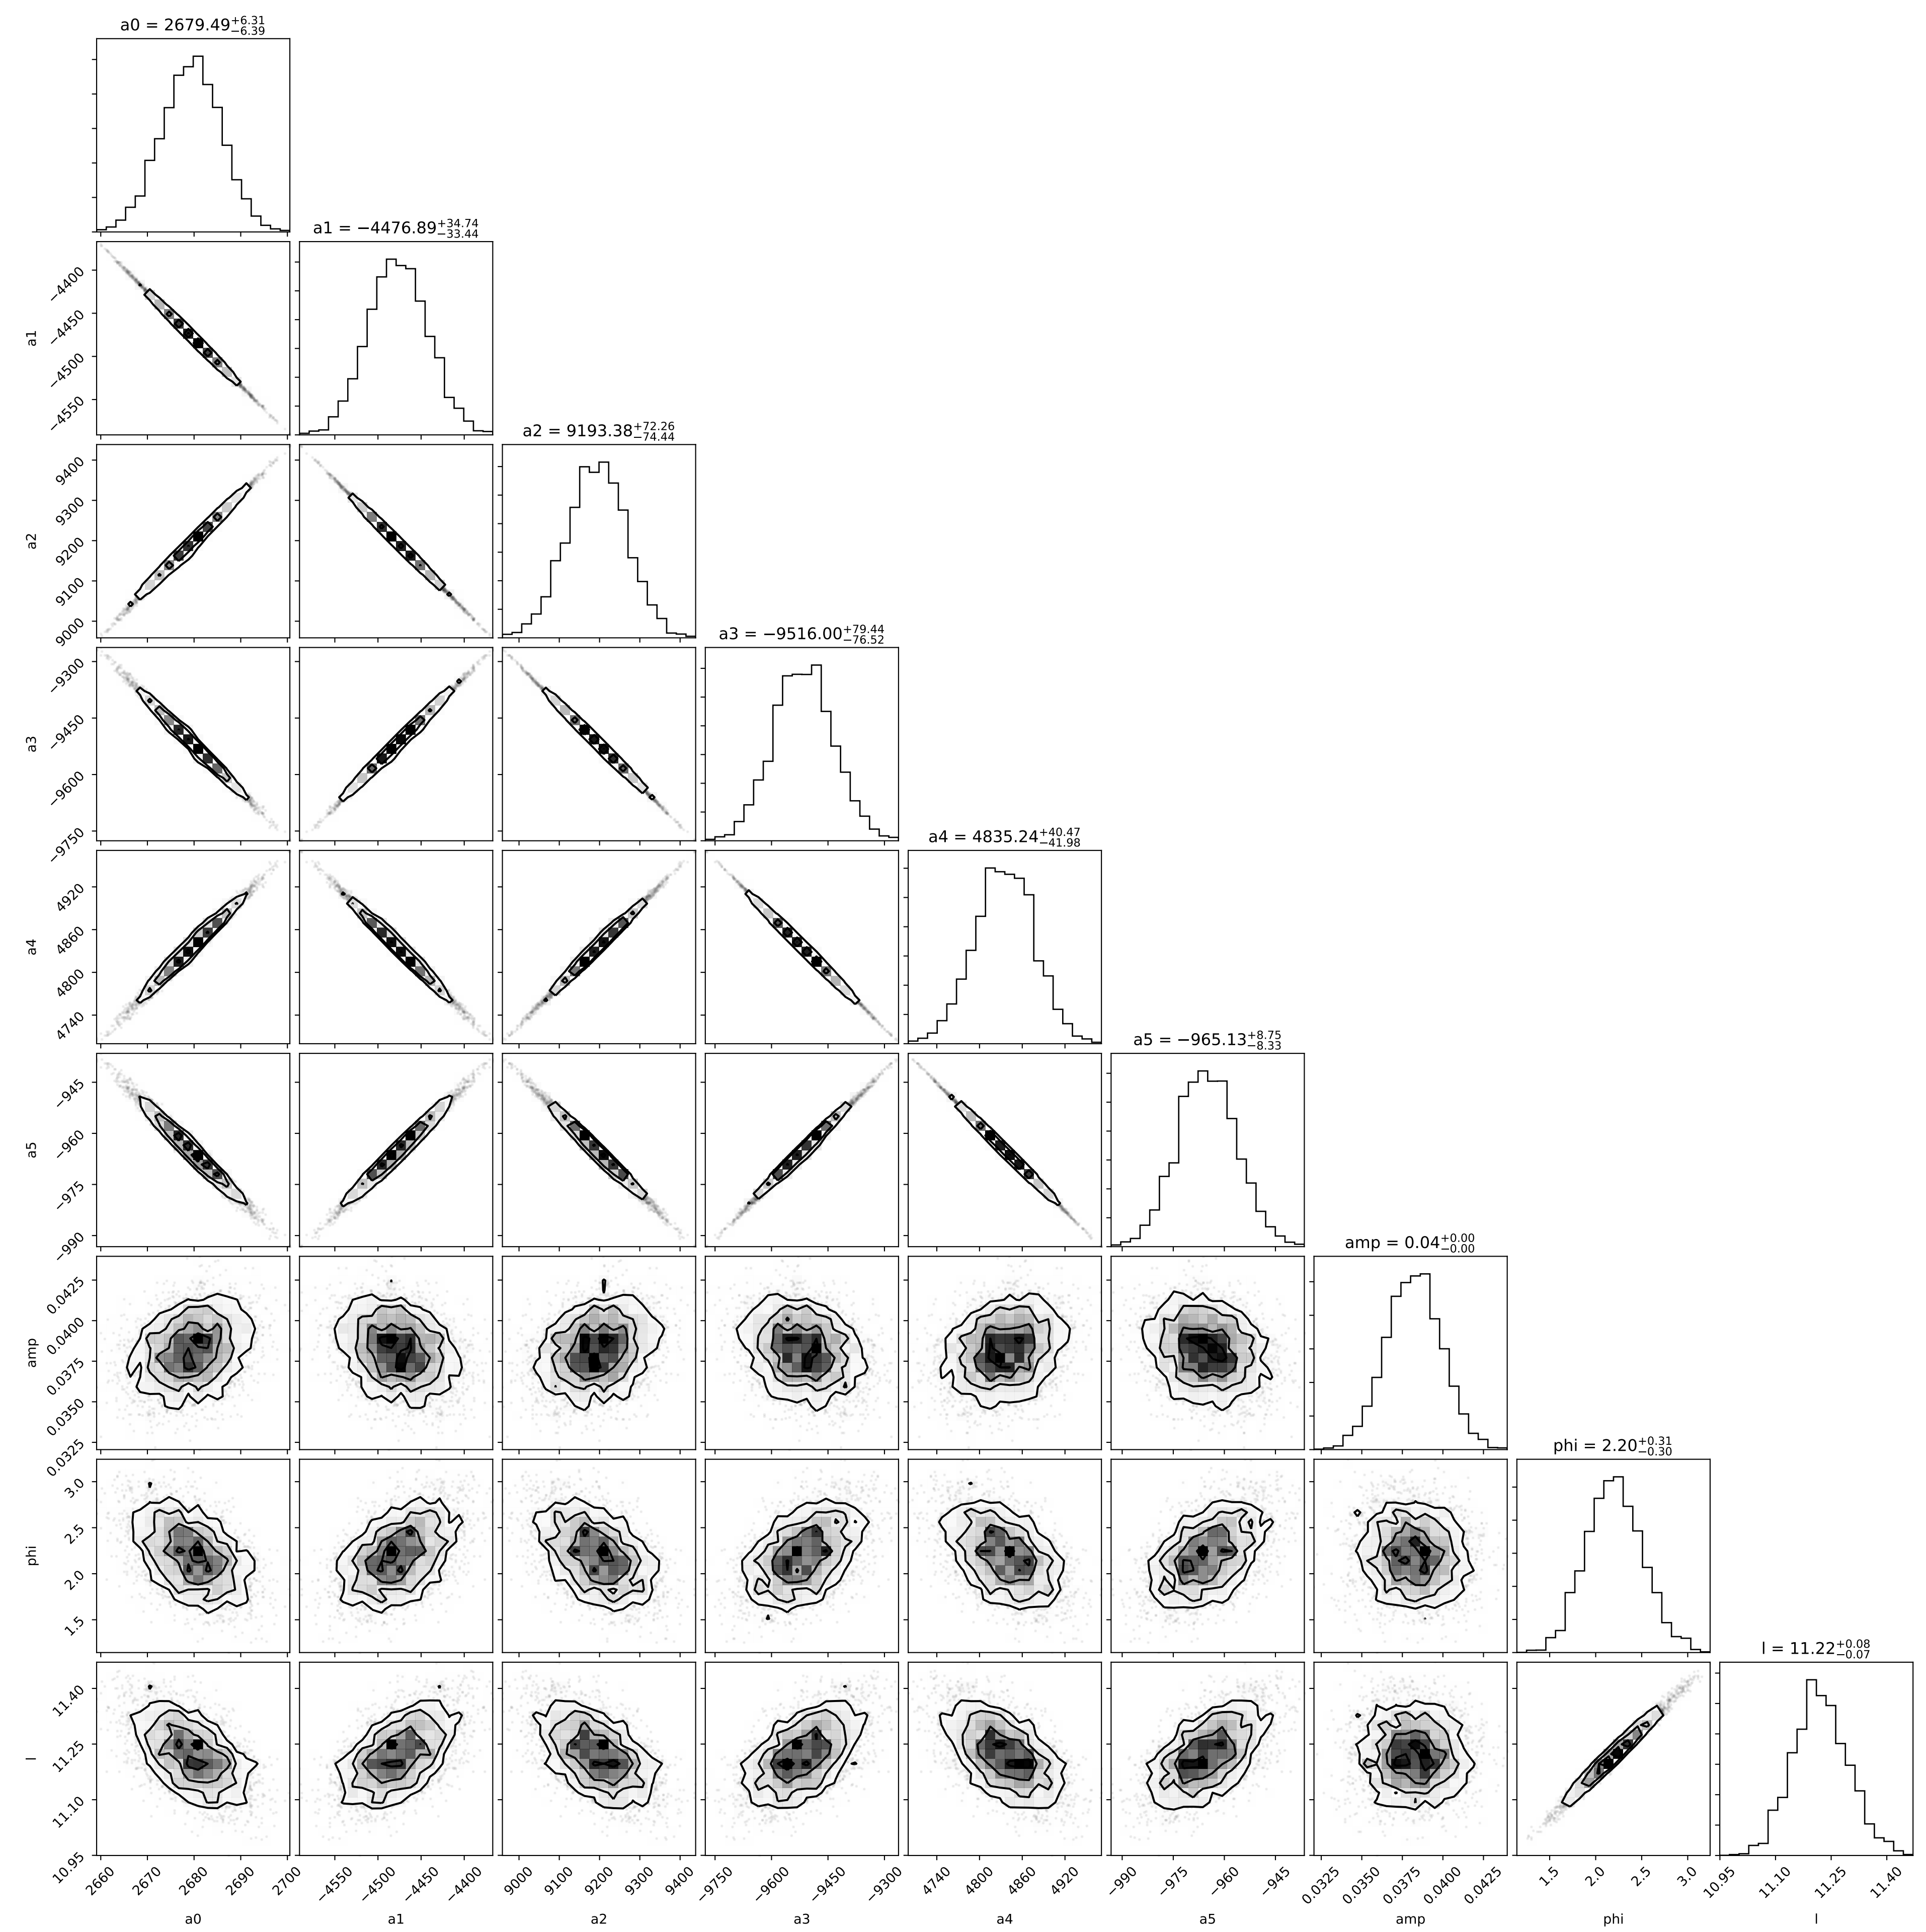 a0 = 2679.49+6.31−6.39
a1 = −4476.89+34.74−33.44
a2 = 9193.38+72.26−74.44
a3 = −9516.00+79.44−76.52
a4 = 4835.24+40.47−41.98
a5 = −965.13+8.75−8.33
amp = 0.04+0.00−0.00
phi = 2.20+0.31−0.30
l = 11.22+0.08−0.07
a1
−4400
−4450
−4500
−4550
a2
9400
9300
9200
9100
9000
a3
−9300
−9450
−9600
−9750
a4
4920
4860
4800
4740
a5
−945
−960
−975
−990
amp
0.0425
0.0400
0.0375
0.0350
0.0325
phi
3.0
2.5
2.0
1.5
l
11.40
11.25
11.10
10.95
2660 2670 2680 2690 2700
−4550 −4500 −4450 −4400
9000 9100 9200 9300 9400
−9750 −9600 −9450 −9300
4740 4800 4860 4920
−990 −975 −960 −945
0.0325 0.0350 0.0375 0.0400 0.0425
1.5 2.0 2.5 3.0
10.95 11.10 11.25 11.40
a0 a1 a2 a3 a4 a5 amp phi l